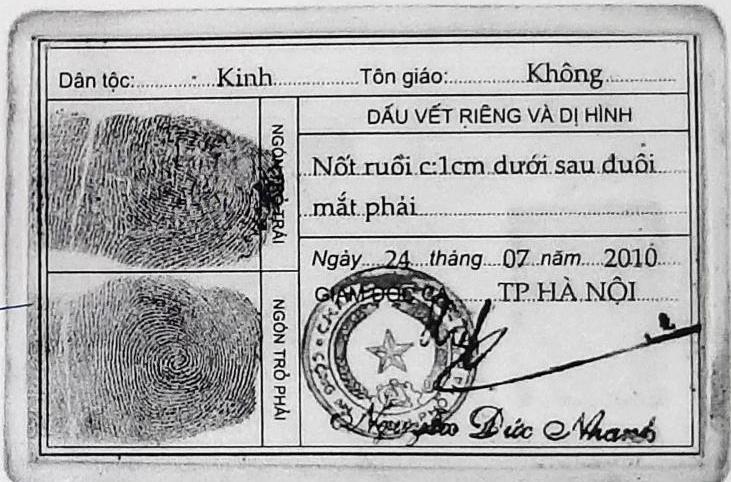 Dân tộc: Kinh Tôn giáo: Không
NGÓN TRỎ TRÁI
NGÓN TRỎ PHẢI
DẤU VẾT RIÊNG VÀ DỊ HÌNH
Nốt ruồi c:1cm dưới sau đuôi
mắt phải
Ngày 24 tháng 07 năm 2010
GIÁM ĐỐC CA TP HÀ NỘI
Nguyễn Đức Nhanh